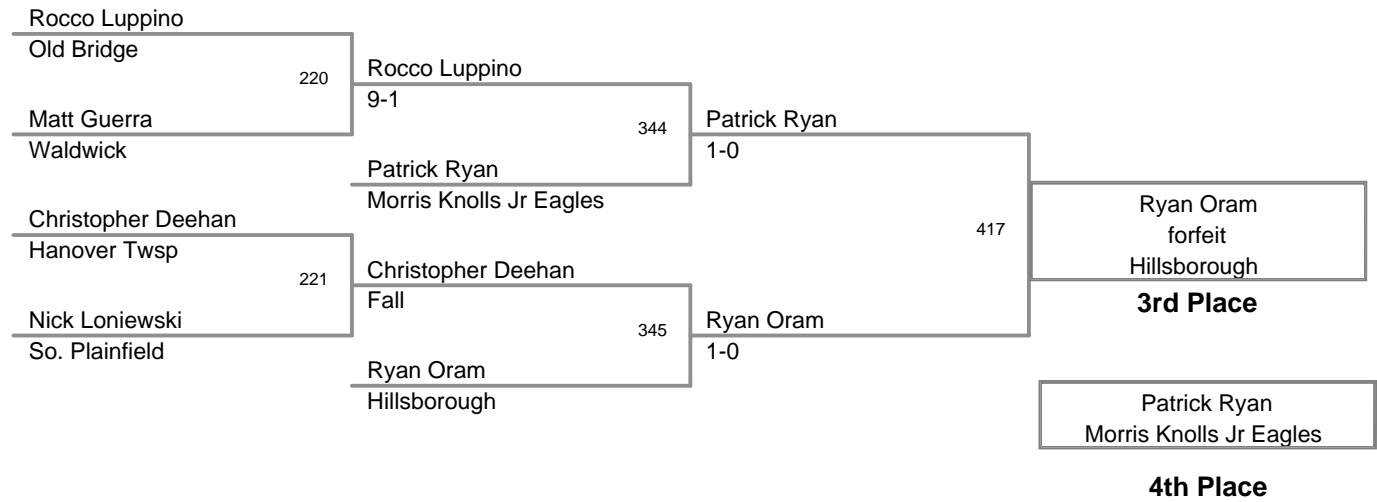 Rocco Luppino
Old Bridge
220
Matt Guerra
Waldwick
Christopher Deehan
Hanover Twsp
221
Nick Loniewski
So. Plainfield
Rocco Luppino
9-1
344
Patrick Ryan
Morris Knolls Jr Eagles
Christopher Deehan
Fall
345
Ryan Oram
Hillsborough
Patrick Ryan
1-0
417
Ryan Oram
1-0
Ryan Oram
forfeit
Hillsborough
3rd Place
Patrick Ryan
Morris Knolls Jr Eagles
4th Place